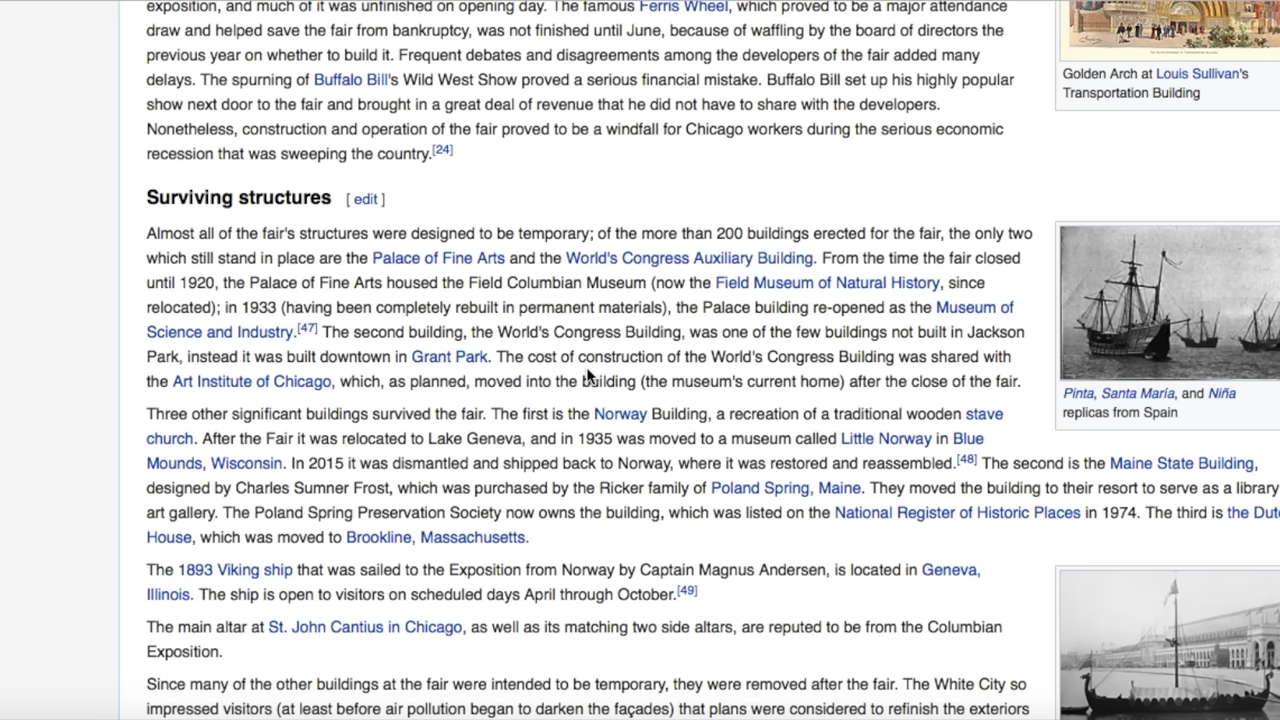 exposition, and much of it was unfinished on opening day. The famous Ferris Wheel, which proved to be a major attendance
draw and helped save the fair from bankruptcy, was not finished until June, because of waffling by the board of directors the
previous year on whether to build it. Frequent debates and disagreements among the developers of the fair added many
delays. The spurning of Buffalo Bill's Wild West Show proved a serious financial mistake. Buffalo Bill set up his highly popular
show next door to the fair and brought in a great deal of revenue that he did not have to share with the developers.
Nonetheless, construction and operation of the fair proved to be a windfall for Chicago workers during the serious economic
recession that was sweeping the country.[24]
Golden Arch at Louis Sullivan's
Transportation Building
Surviving structures [ edit ]
Almost all of the fair's structures were designed to be temporary; of the more than 200 buildings erected for the fair, the only two
which still stand in place are the Palace of Fine Arts and the World's Congress Auxiliary Building. From the time the fair closed
until 1920, the Palace of Fine Arts housed the Field Columbian Museum (now the Field Museum of Natural History, since
relocated); in 1933 (having been completely rebuilt in permanent materials), the Palace building re-opened as the Museum of
Science and Industry.[47] The second building, the World's Congress Building, was one of the few buildings not built in Jackson
Park, instead it was built downtown in Grant Park. The cost of construction of the World's Congress Building was shared with
the Art Institute of Chicago, which, as planned, moved into the building (the museum's current home) after the close of the fair.
Pinta, Santa María, and Niña
replicas from Spain
Three other significant buildings survived the fair. The first is the Norway Building, a recreation of a traditional wooden stave
church. After the Fair it was relocated to Lake Geneva, and in 1935 was moved to a museum called Little Norway in Blue
Mounds, Wisconsin. In 2015 it was dismantled and shipped back to Norway, where it was restored and reassembled.[48] The second is the Maine State Building,
designed by Charles Sumner Frost, which was purchased by the Ricker family of Poland Spring, Maine. They moved the building to their resort to serve as a library
art gallery. The Poland Spring Preservation Society now owns the building, which was listed on the National Register of Historic Places in 1974. The third is the
House, which was moved to Brookline, Massachusetts.
The 1893 Viking ship that was sailed to the Exposition from Norway by Captain Magnus Andersen, is located in Geneva,
Illinois. The ship is open to visitors on scheduled days April through October.[49]
The main altar at St. John Cantius in Chicago, as well as its matching two side altars, are reputed to be from the Columbian
Exposition.
Since many of the other buildings at the fair were intended to be temporary, they were removed after the fair. The White City so
impressed visitors (at least before air pollution began to darken the façades) that plans were considered to refinish the exteriors